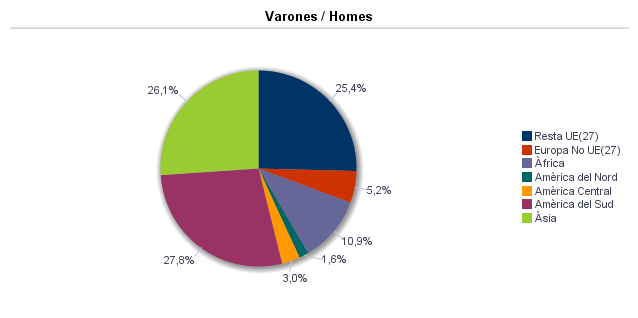 Varones / Homes
26,1%
25,4%
5,2%
10,9%
1,6%
3,0%
27,8%
Resta UE(27)
Europa No UE(27)
Àfrica
Amèrica del Nord
Amèrica Central
Amèrica del Sud
Àsia